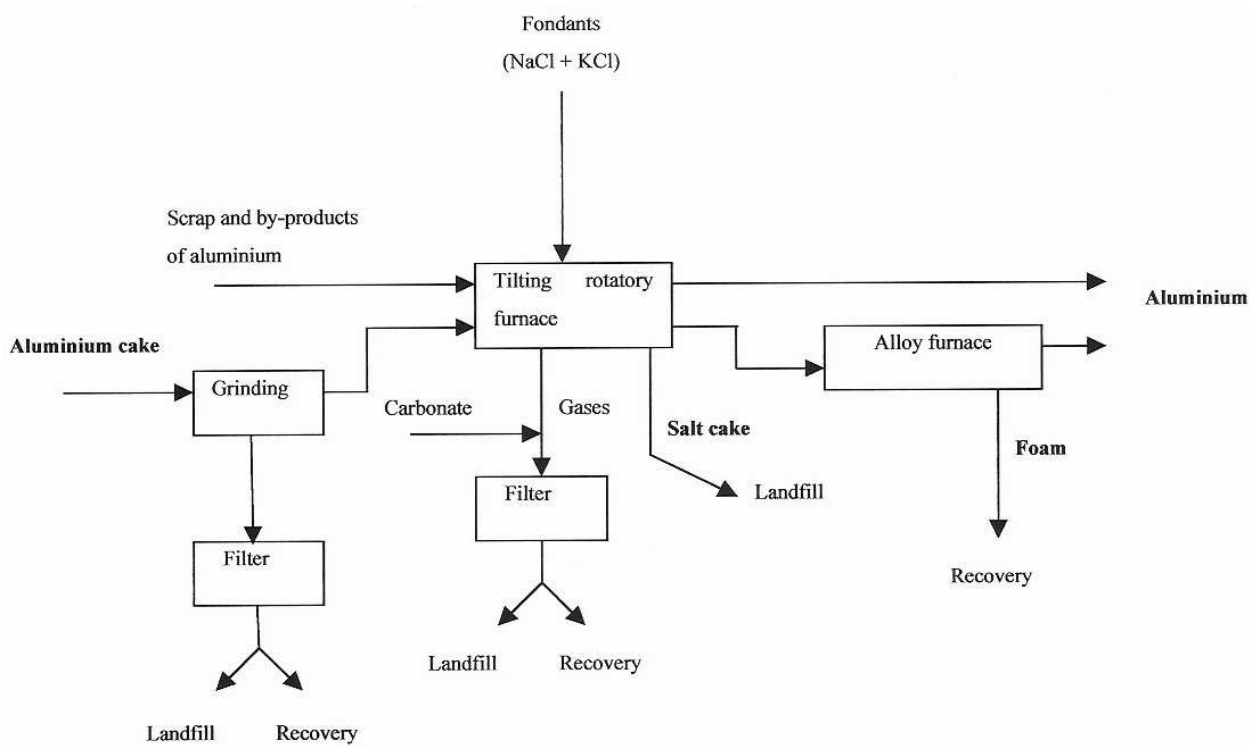 Fondants
(NaCl + KCl)
Scrap and by-products
of aluminium
Tilting rotatory
furnace
Aluminium
Aluminium cake
Alloy furnace
Grinding
Carbonate
Gases
Salt cake
Foam
Filter
Landfill
Filter
Recovery
Landfill
Recovery
Landfill
Recovery